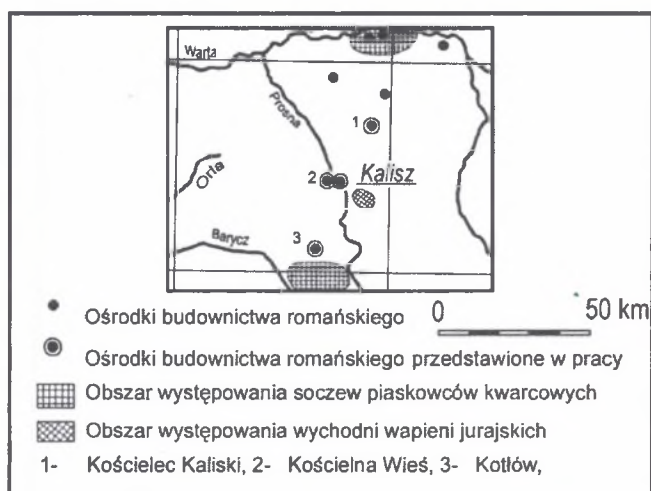 Warta
Prosna
1
Orla
2
Kalisz
Barycz
3
Ośrodki budownictwa romańskiego
0 50 km
Ośrodki budownictwa romańskiego przedstawione w pracy
Obszar występowania soczew piaskowców kwarcowych
Obszar występowania wychodni wapieni jurajskich
1- Kościelec Kaliski, 2- Kościelna Wieś, 3- Kotłów,